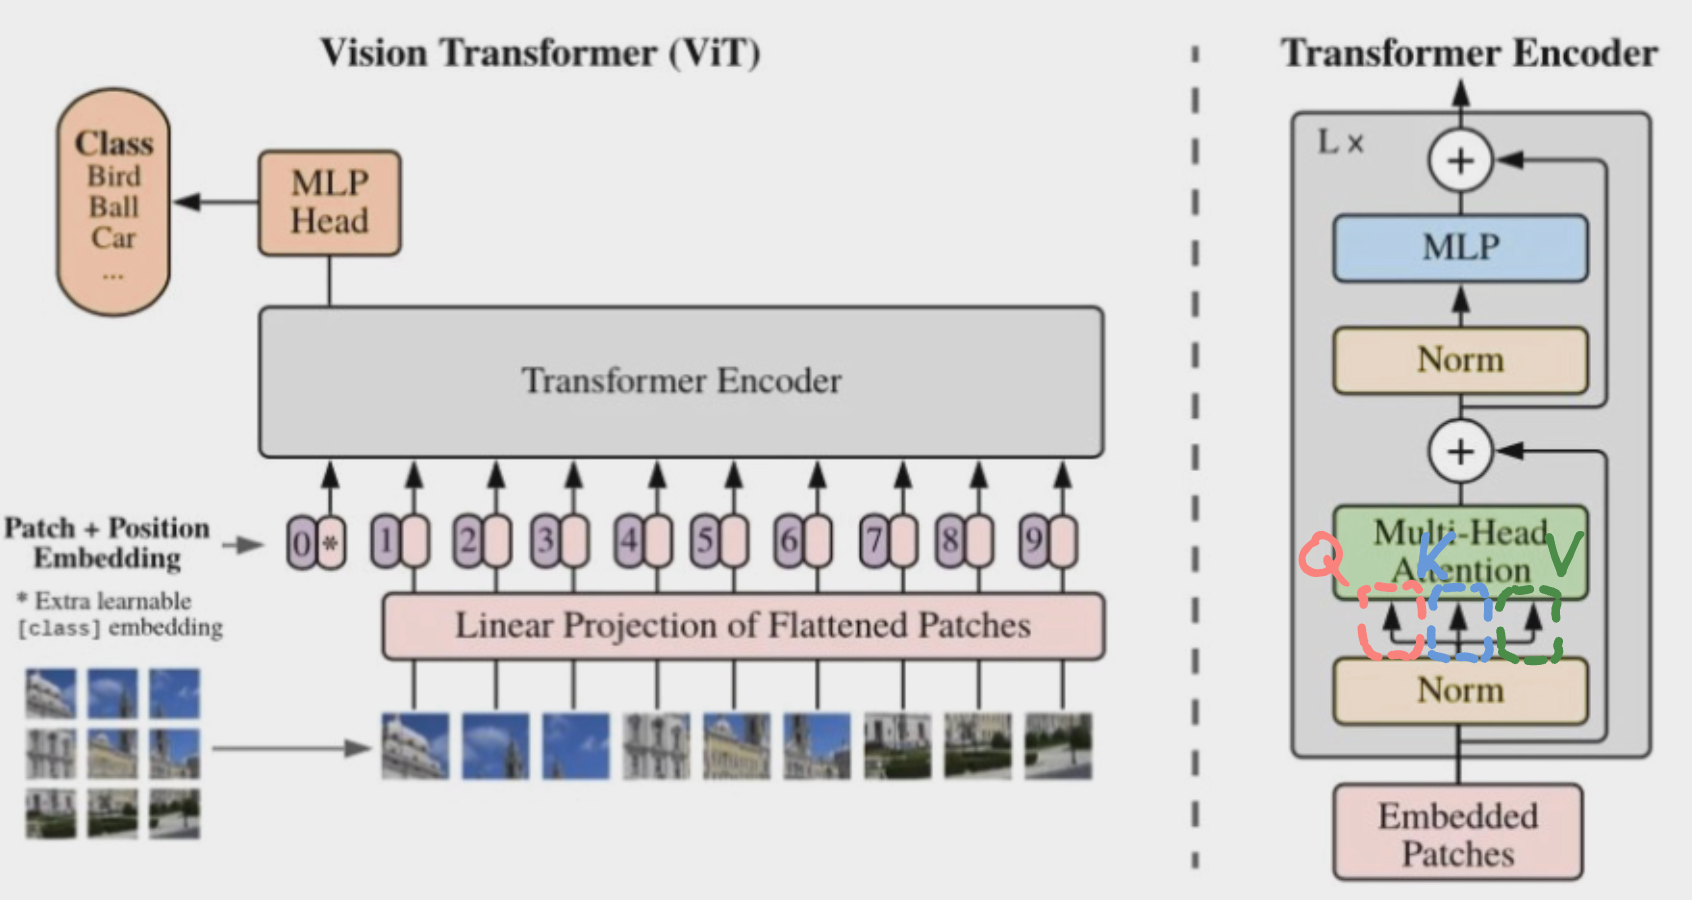 Vision Transformer (ViT)
Class
Bird
Ball
Car
...
MLP
Head
Transformer Encoder
Patch + Position
Embedding
0 * 1 2 3 4 5 6 7 8 9
* Extra learnable
[class] embedding
Linear Projection of Flattened Patches
Transformer Encoder
L x
+
MLP
Norm
+
Multi-Head
Attention
Q K V
Norm
Embedded
Patches